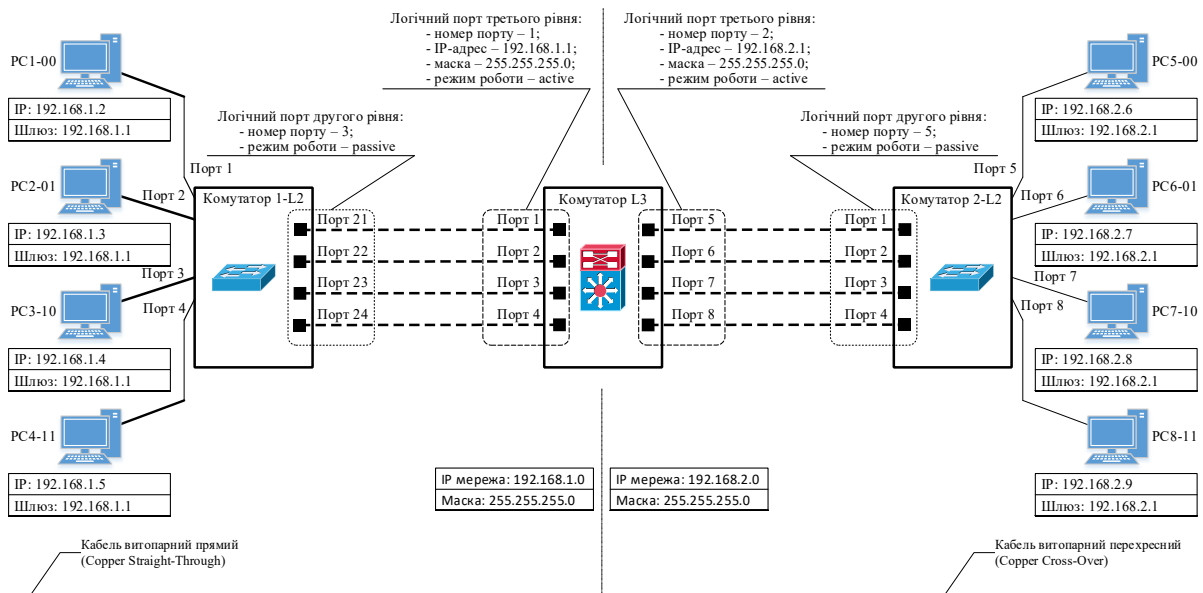 Логічний порт третього рівня:
- номер порту – 1;
- IP-адрес – 192.168.1.1;
- маска – 255.255.255.0;
- режим роботи – active
Логічний порт третього рівня:
- номер порту – 2;
- IP-адрес – 192.168.2.1;
- маска – 255.255.255.0;
- режим роботи – active
Логічний порт другого рівня:
- номер порту – 3;
- режим роботи – passive
Логічний порт другого рівня:
- номер порту – 5;
- режим роботи – passive
PC1-00
IP: 192.168.1.2
Шлюз: 192.168.1.1
Порт 1
PC2-01
Порт 2
IP: 192.168.1.3
Шлюз: 192.168.1.1
Порт 3
PC3-10
Порт 4
IP: 192.168.1.4
Шлюз: 192.168.1.1
PC4-11
IP: 192.168.1.5
Шлюз: 192.168.1.1
Комутатор 1-L2
Порт 21
Порт 22
Порт 23
Порт 24
Порт 1
Порт 2
Порт 3
Порт 4
Комутатор L3
Порт 5
Порт 6
Порт 7
Порт 8
Порт 1
Порт 2
Порт 3
Порт 4
Комутатор 2-L2
PC5-00
IP: 192.168.2.6
Шлюз: 192.168.2.1
Порт 5
PC6-01
Порт 6
IP: 192.168.2.7
Шлюз: 192.168.2.1
Порт 7
PC7-10
Порт 8
IP: 192.168.2.8
Шлюз: 192.168.2.1
PC8-11
IP: 192.168.2.9
Шлюз: 192.168.2.1
IP мережа: 192.168.1.0
Маска: 255.255.255.0
IP мережа: 192.168.2.0
Маска: 255.255.255.0
Кабель витопарний прямий
(Copper Straight-Through)
Кабель витопарний перехресний
(Copper Cross-Over)